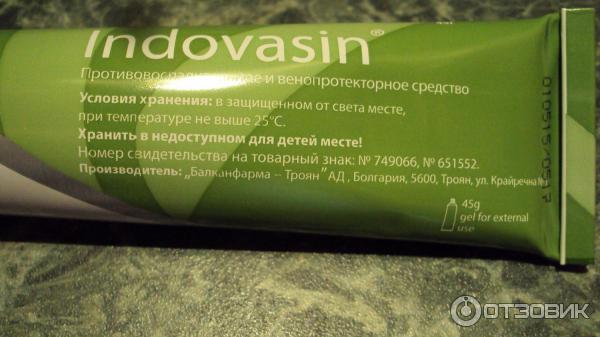 Indovasin®
Противовоспалительное и венопротекторное средство
Условия хранения: в защищенном от света месте,
при температуре не выше 25°С.
Хранить в недоступном для детей месте!
Номер свидетельства на товарный знак: № 749066, № 651552.
Производитель: „Балканфарма – Троян” АД , Болгария, 5600, Троян, ул. Крайречна
45g
gel for external
use
ОТЗОВИК